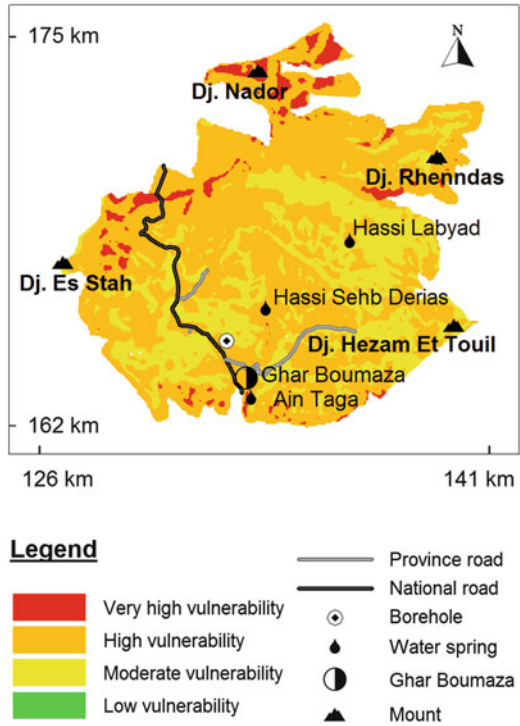 175 km
N
Dj. Nador
Dj. Rhenndas
Hassi Labyad
Dj. Es Stah
Hassi Sehb Derias
Dj. Hezam Et Touil
Ghar Boumaza
Ain Taga
162 km
126 km
141 km
Legend
Very high vulnerability
High vulnerability
Moderate vulnerability
Low vulnerability
Province road
National road
Borehole
Water spring
Ghar Boumaza
Mount